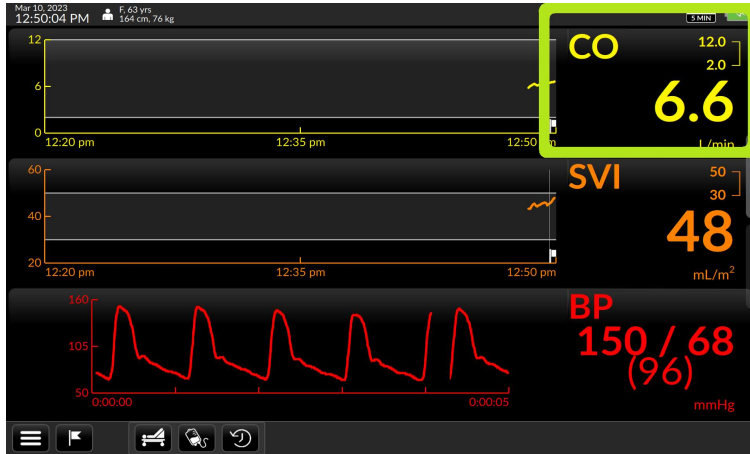 Mar 10, 2023
12:50:04 PM
F, 63 yrs
164 cm, 76 kg
5 MIN
12
6
0
12:20 pm
12:35 pm
12:50 pm
CO
12.0
2.0
6.6
L/min
60
40
20
12:20 pm
12:35 pm
12:50 pm
SVI
50
30
48
mL/m²
160
105
50
0:00:00
0:00:05
BP
150 / 68
(96)
mmHg